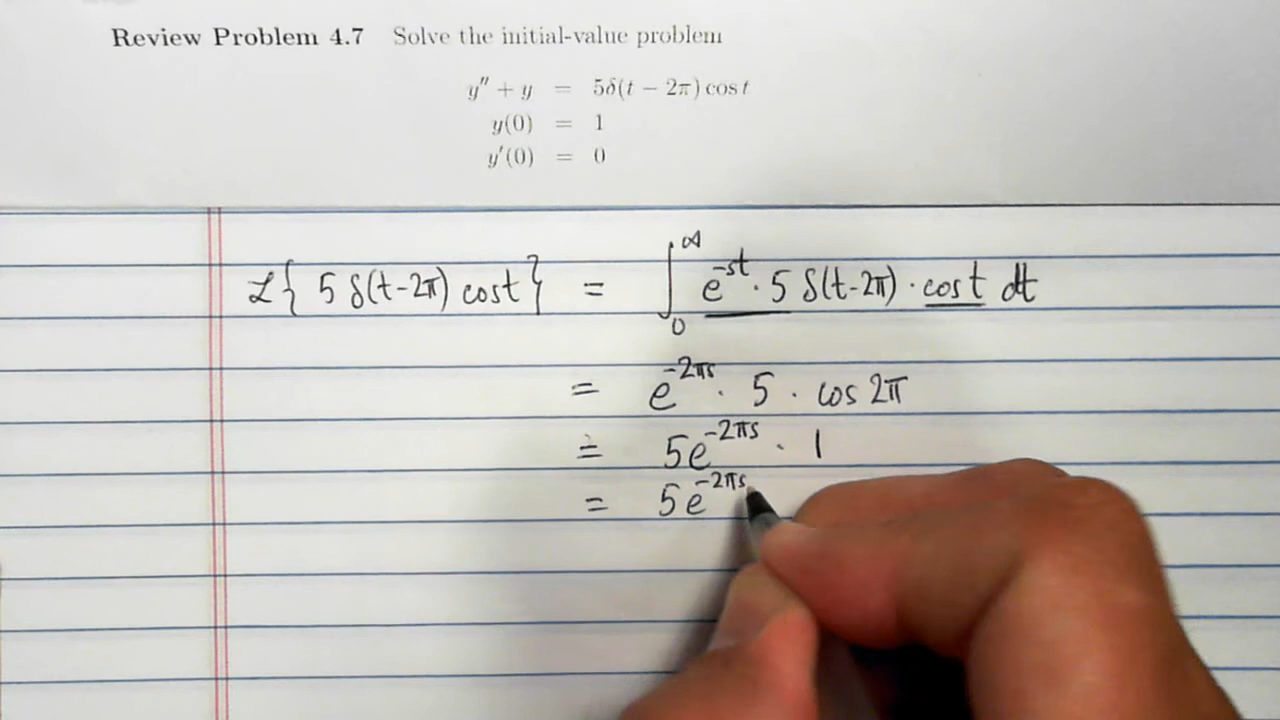 Review Problem 4.7 Solve the initial-value problem
y″ + y = 5δ(t − 2π) cos t
y(0) = 1
y′(0) = 0
ℒ{ 5 δ(t-2π) cos t } = ∫₀^∞ e^{-st} · 5 δ(t-2π) · cos t dt
= e^{-2πs} · 5 · cos 2π
= 5e^{-2πs} · 1
= 5e^{-2πs}